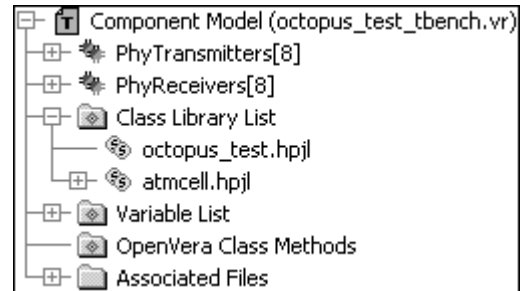 Component Model (octopus_test_tbench.vr)
PhyTransmitters[8]
PhyReceivers[8]
Class Library List
octopus_test.hpjl
atmcell.hpjl
Variable List
OpenVera Class Methods
Associated Files